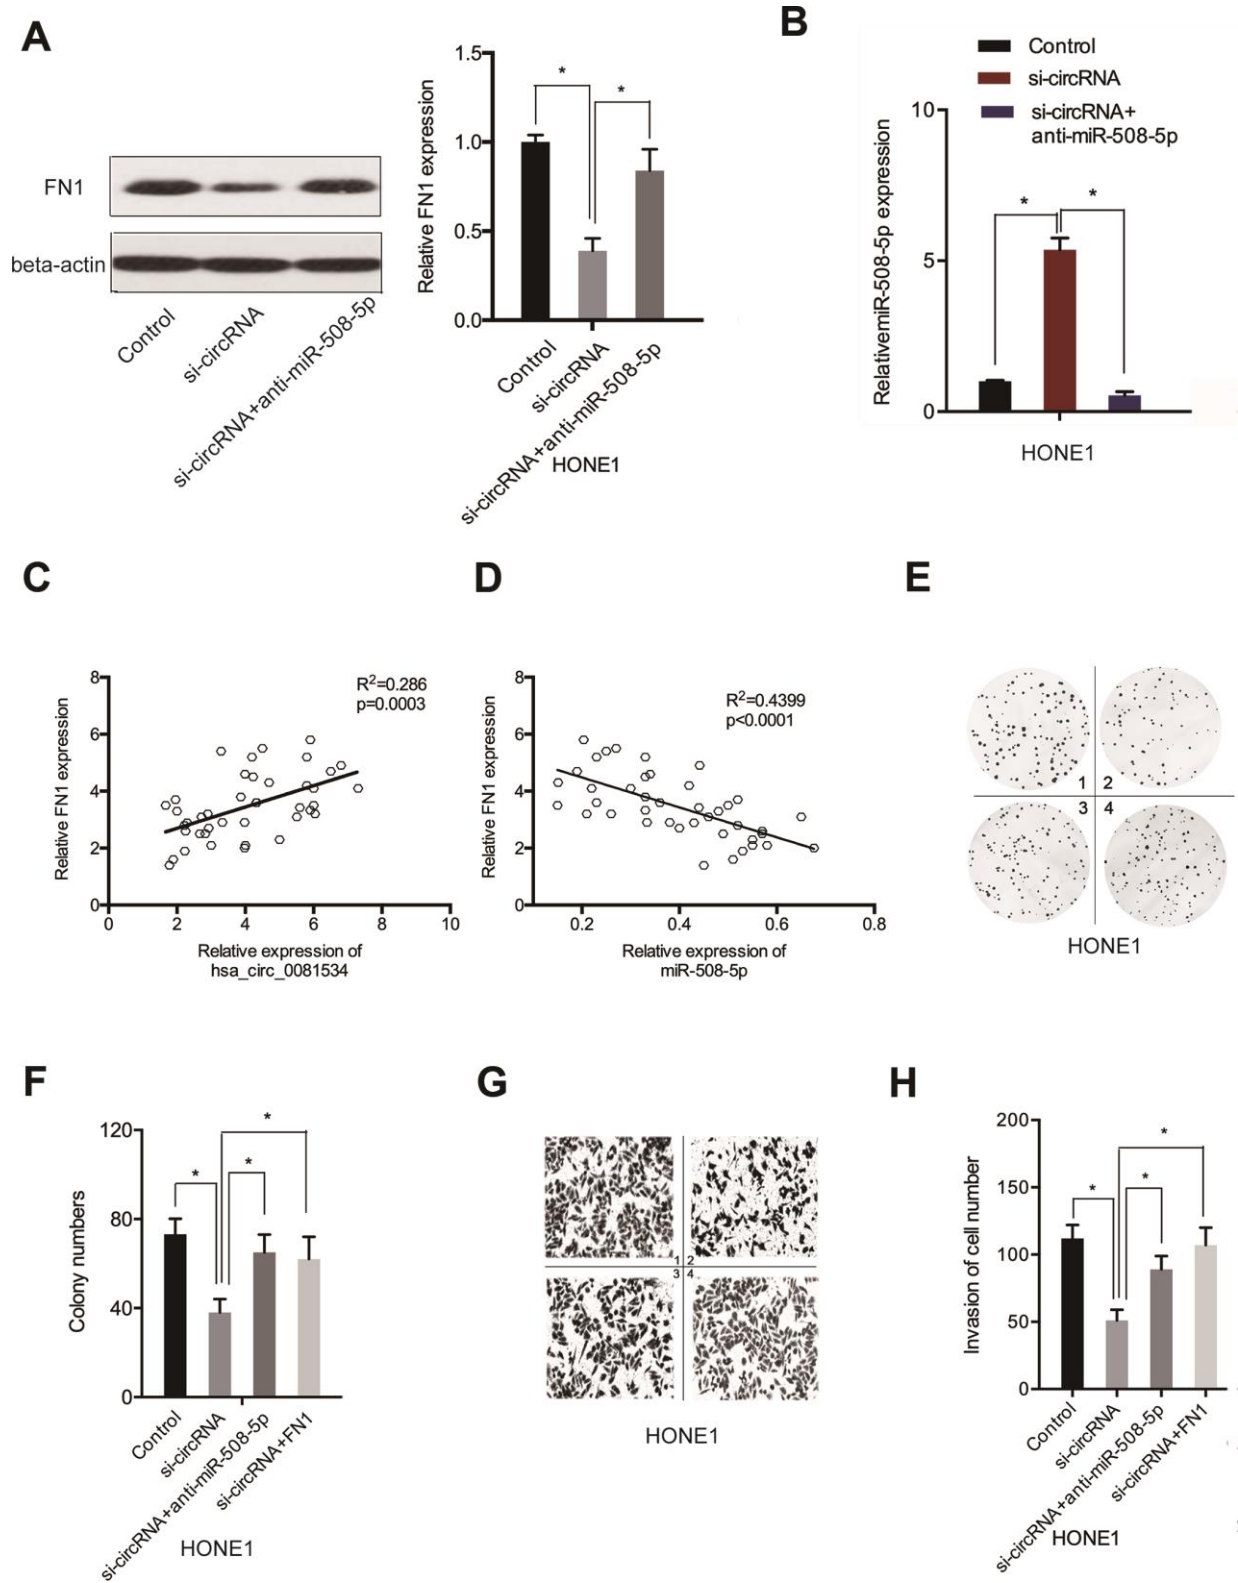 A
FN1
beta-actin
Control
si-circRNA
si-circRNA+anti-miR-508-5p
Relative FN1 expression
1.5
1.0
0.5
0.0
*
*
Control
si-circRNA
si-circRNA+anti-miR-508-5p
HONE1
B
Control
si-circRNA
si-circRNA+
anti-miR-508-5p
RelativemiR-508-5p expression
10
5
0
*
*
HONE1
C
Relative FN1 expression
8
6
4
2
0
R²=0.286
p=0.0003
0
2
4
6
8
10
Relative expression of
hsa_circ_0081534
D
Relative FN1 expression
8
6
4
2
0
R²=0.4399
p<0.0001
0.2
0.4
0.6
0.8
Relative expression of
miR-508-5p
E
1
2
3
4
HONE1
F
Colony numbers
120
80
40
0
*
*
*
Control
si-circRNA
si-circRNA+anti-miR-508-5p
si-circRNA+FN1
HONE1
G
1
2
3
4
HONE1
H
Invasion of cell number
200
150
100
50
0
*
*
*
Control
si-circRNA
si-circRNA+anti-miR-508-5p
si-circRNA+FN1
HONE1